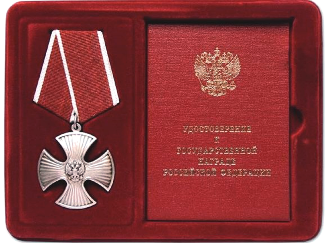 УДОСТОВЕРЕНИЕ
К
ГОСУДАРСТВЕННОЙ
НАГРАДЕ
РОССИЙСКОЙ ФЕДЕРАЦИИ